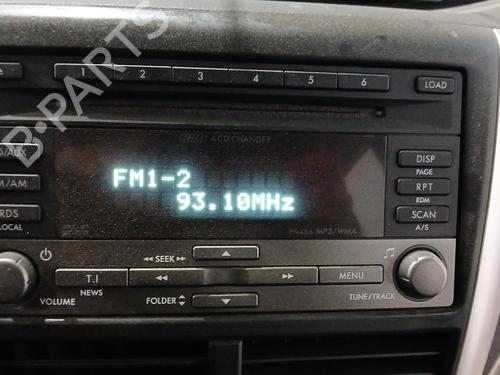 1 2 3 4 5 6
LOAD
6CD CHANGER
D/AUX
M/AM
RDS
LOCAL
FM1-2
93.10MHz
MP3/WMA
DISP
PAGE
RPT
RDM
SCAN
A/S
SEEK
T.I
NEWS
MENU
VOLUME
FOLDER
TUNE/TRACK
D-PARTS